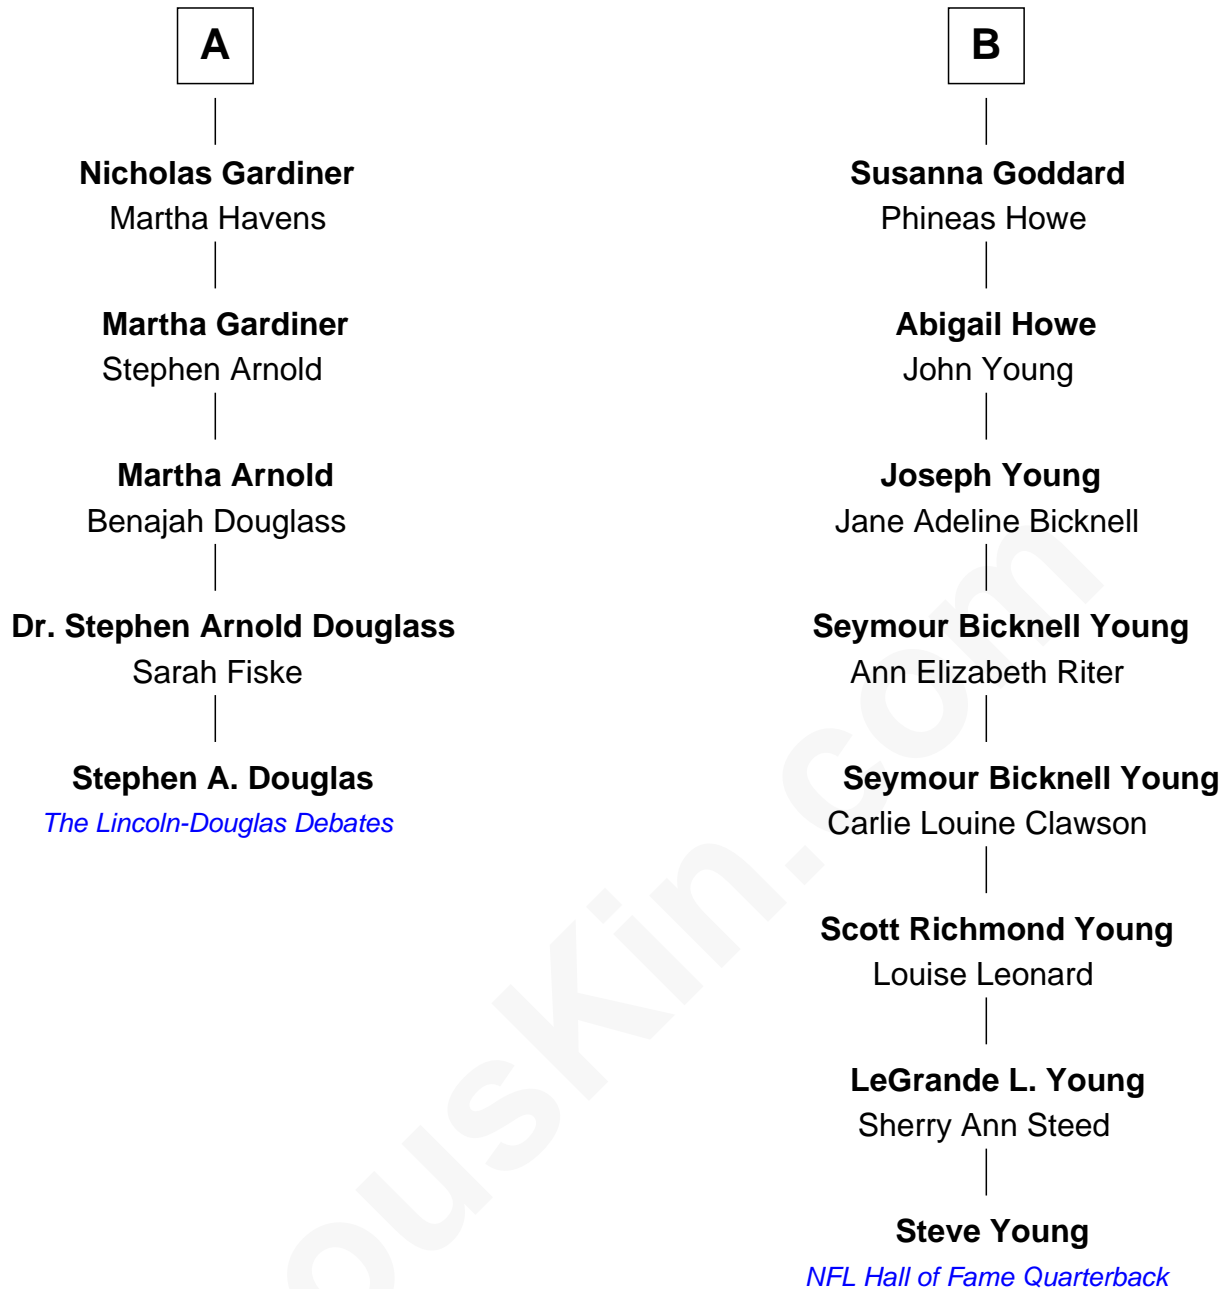 A
Nicholas Gardiner
Martha Havens
Martha Gardiner
Stephen Arnold
Martha Arnold
Benajah Douglass
Dr. Stephen Arnold Douglass
Sarah Fiske
Stephen A. Douglas
The Lincoln-Douglas Debates
B
Susanna Goddard
Phineas Howe
Abigail Howe
John Young
Joseph Young
Jane Adeline Bicknell
Seymour Bicknell Young
Ann Elizabeth Riter
Seymour Bicknell Young
Carlie Louine Clawson
Scott Richmond Young
Louise Leonard
LeGrande L. Young
Sherry Ann Steed
Steve Young
NFL Hall of Fame Quarterback
ousKin.com